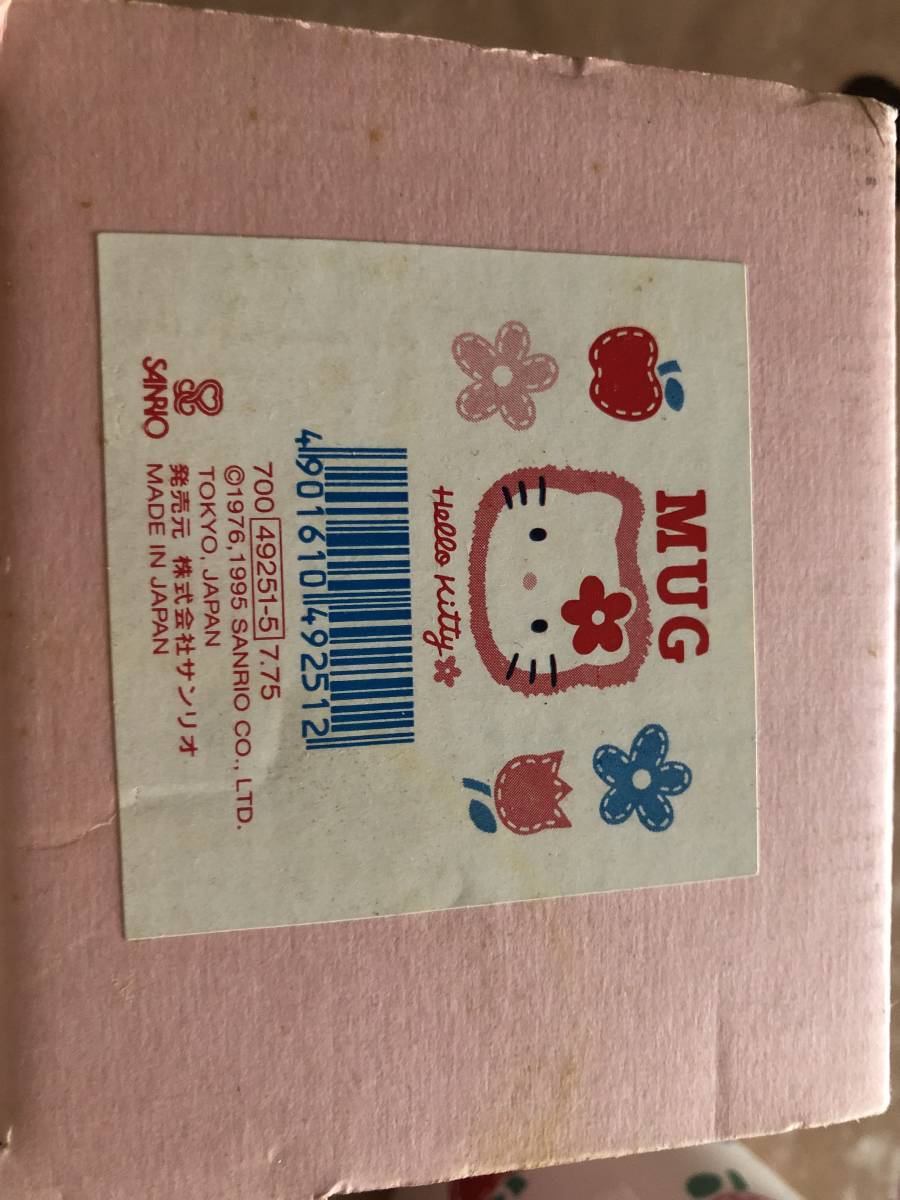 MUG
Hello Kitty
4901610492512
700 49251-5 7.75
©1976,1995 SANRIO CO., LTD.
TOKYO, JAPAN
発売元 株式会社サンリオ
MADE IN JAPAN
SANRIO